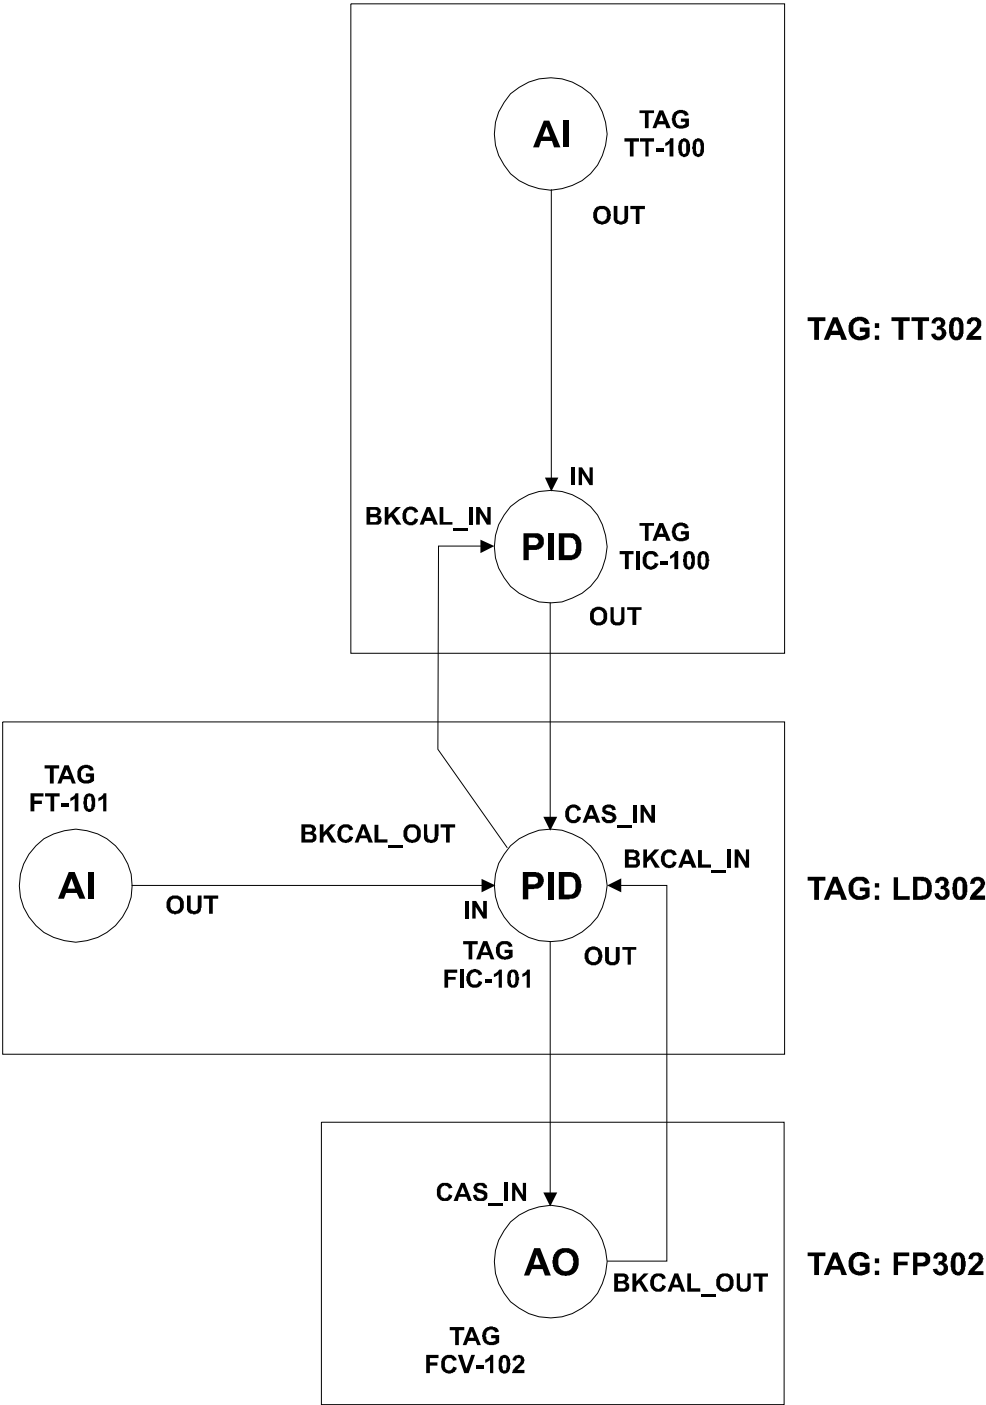 AI
TAG
TT-100
OUT
TAG: TT302
IN
BKCAL_IN
PID
TAG
TIC-100
OUT
TAG
FT-101
CAS_IN
BKCAL_OUT
BKCAL_IN
AI
PID
TAG: LD302
OUT
IN
TAG
FIC-101
OUT
CAS_IN
AO
TAG: FP302
BKCAL_OUT
TAG
FCV-102